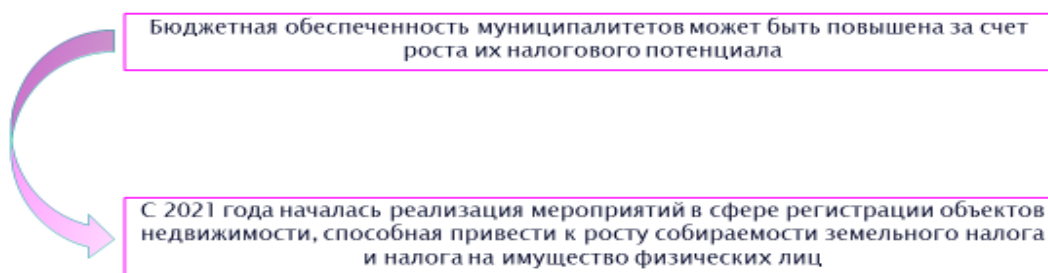 Бюджетная обеспеченность муниципалитетов может быть повышена за счет
роста их налогового потенциала
С 2021 года началась реализация мероприятий в сфере регистрации объектов
недвижимости, способная привести к росту собираемости земельного налога
и налога на имущество физических лиц